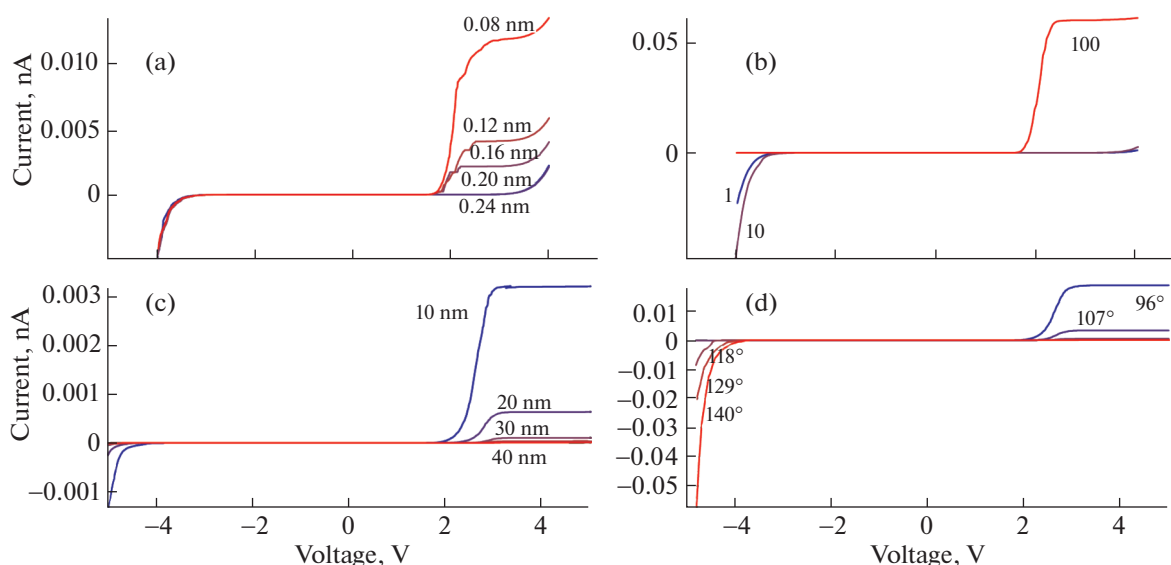 0.08 nm
0.010
(a)
Current, nA
0.12 nm
0.005
0.16 nm
0.20 nm
0
0.24 nm
0.05
(b)
100
0
1
10
0.003
(c)
10 nm
0.002
Current, nA
0.001
20 nm
30 nm
0
40 nm
−0.001
−4
−2
0
2
4
Voltage, V
(d)
0.01
96°
107°
0
118°
−0.01
129°
−0.02
140°
−0.03
−0.04
−0.05
−4
−2
0
2
4
Voltage, V